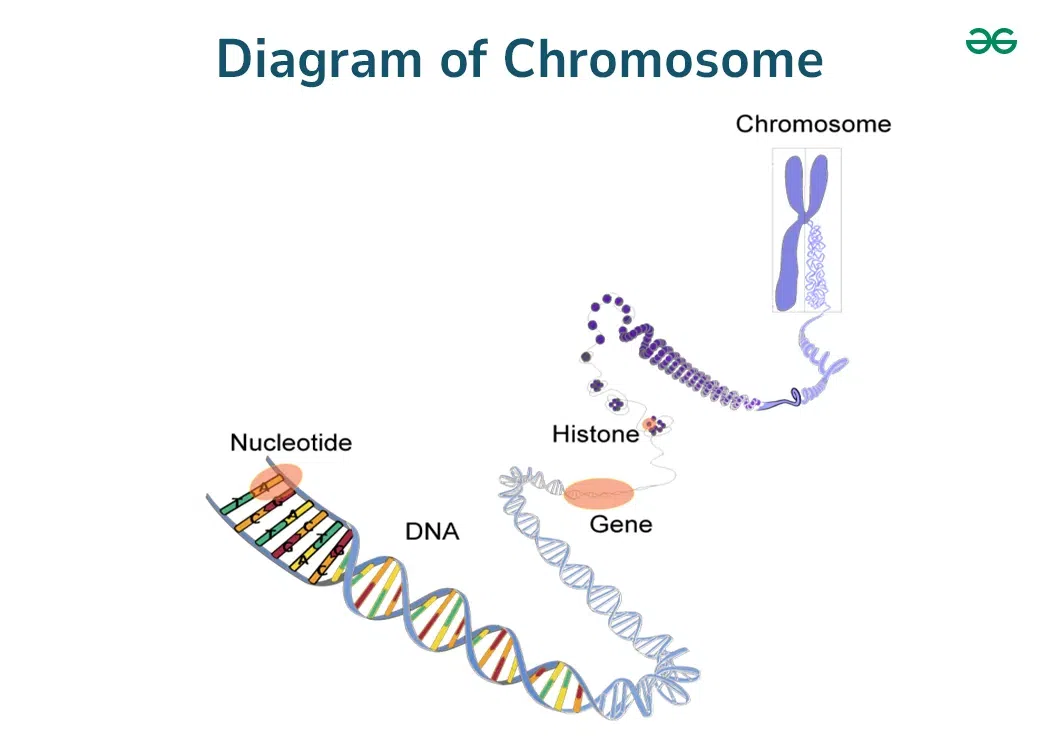 Diagram of Chromosome
Chromosome
Histone
Nucleotide
Gene
DNA
T A
C G
T A
G C
A T
C G